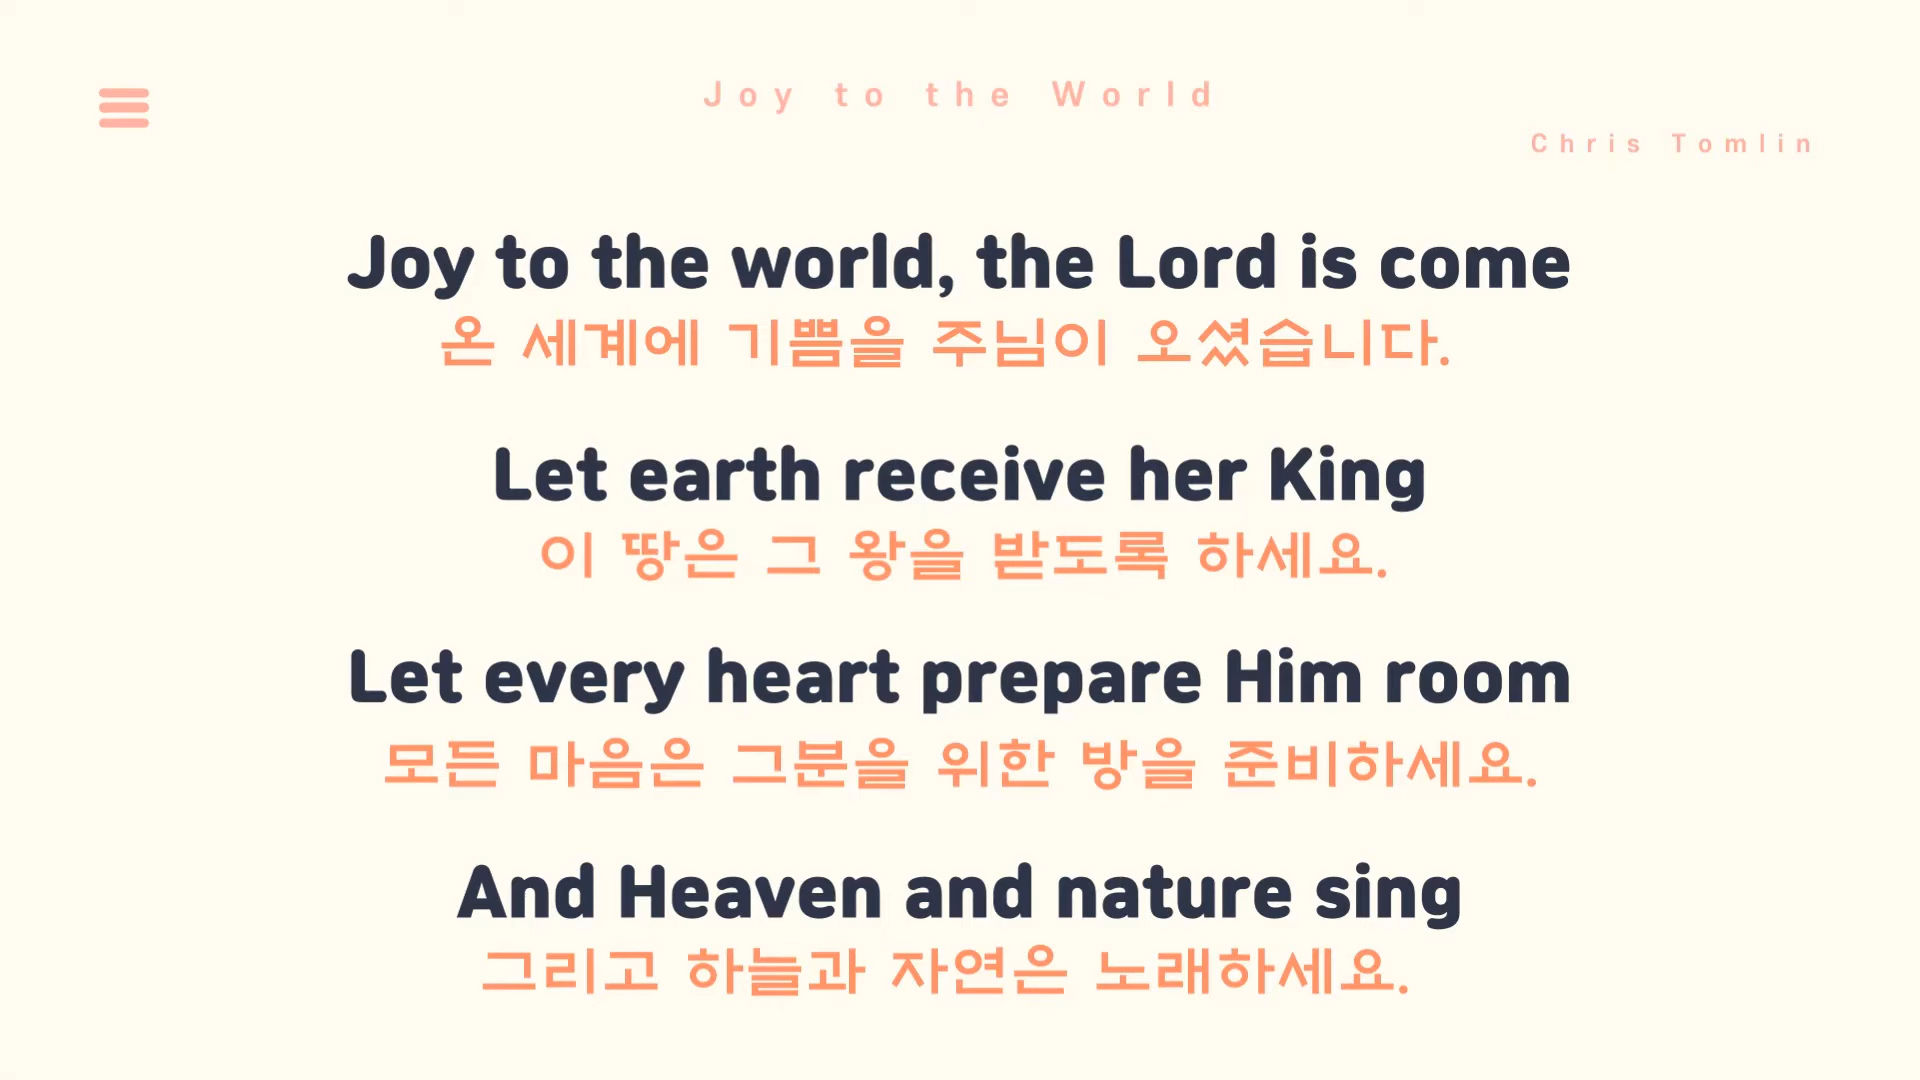 Joy to the World
Chris Tomlin
Joy to the world, the Lord is come
온 세계에 기쁨을 주님이 오셨습니다.
Let earth receive her King
이 땅은 그 왕을 받도록 하세요.
Let every heart prepare Him room
모든 마음은 그분을 위한 방을 준비하세요.
And Heaven and nature sing
그리고 하늘과 자연은 노래하세요.